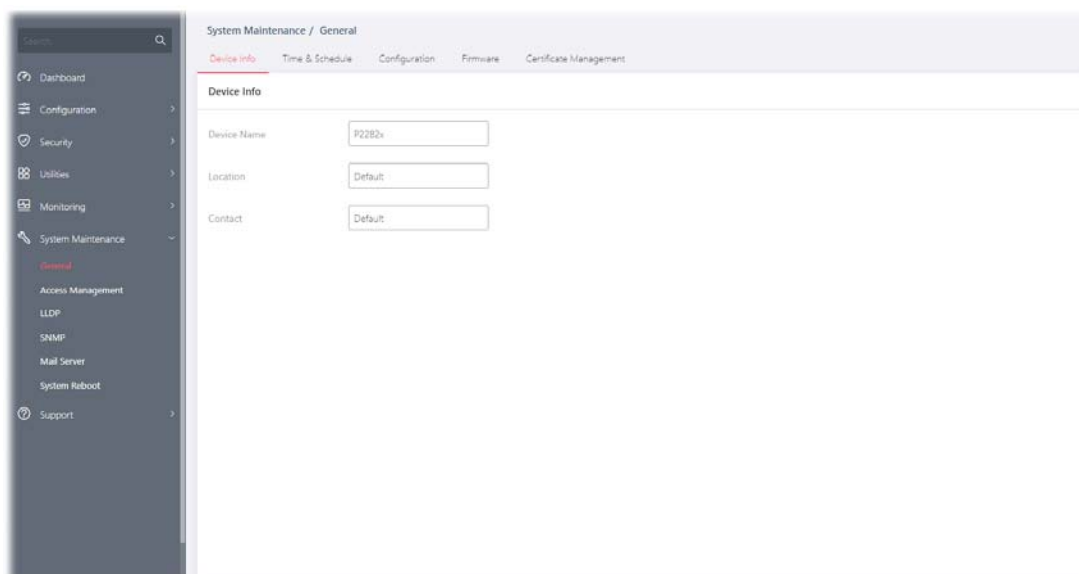 Search
Dashboard
Configuration
Security
Utilities
Monitoring
System Maintenance
General
Access Management
LLDP
SNMP
Mail Server
System Reboot
Support
System Maintenance / General
Device Info Time & Schedule Configuration Firmware Certificate Management
Device Info
Device Name P2282x
Location Default
Contact Default